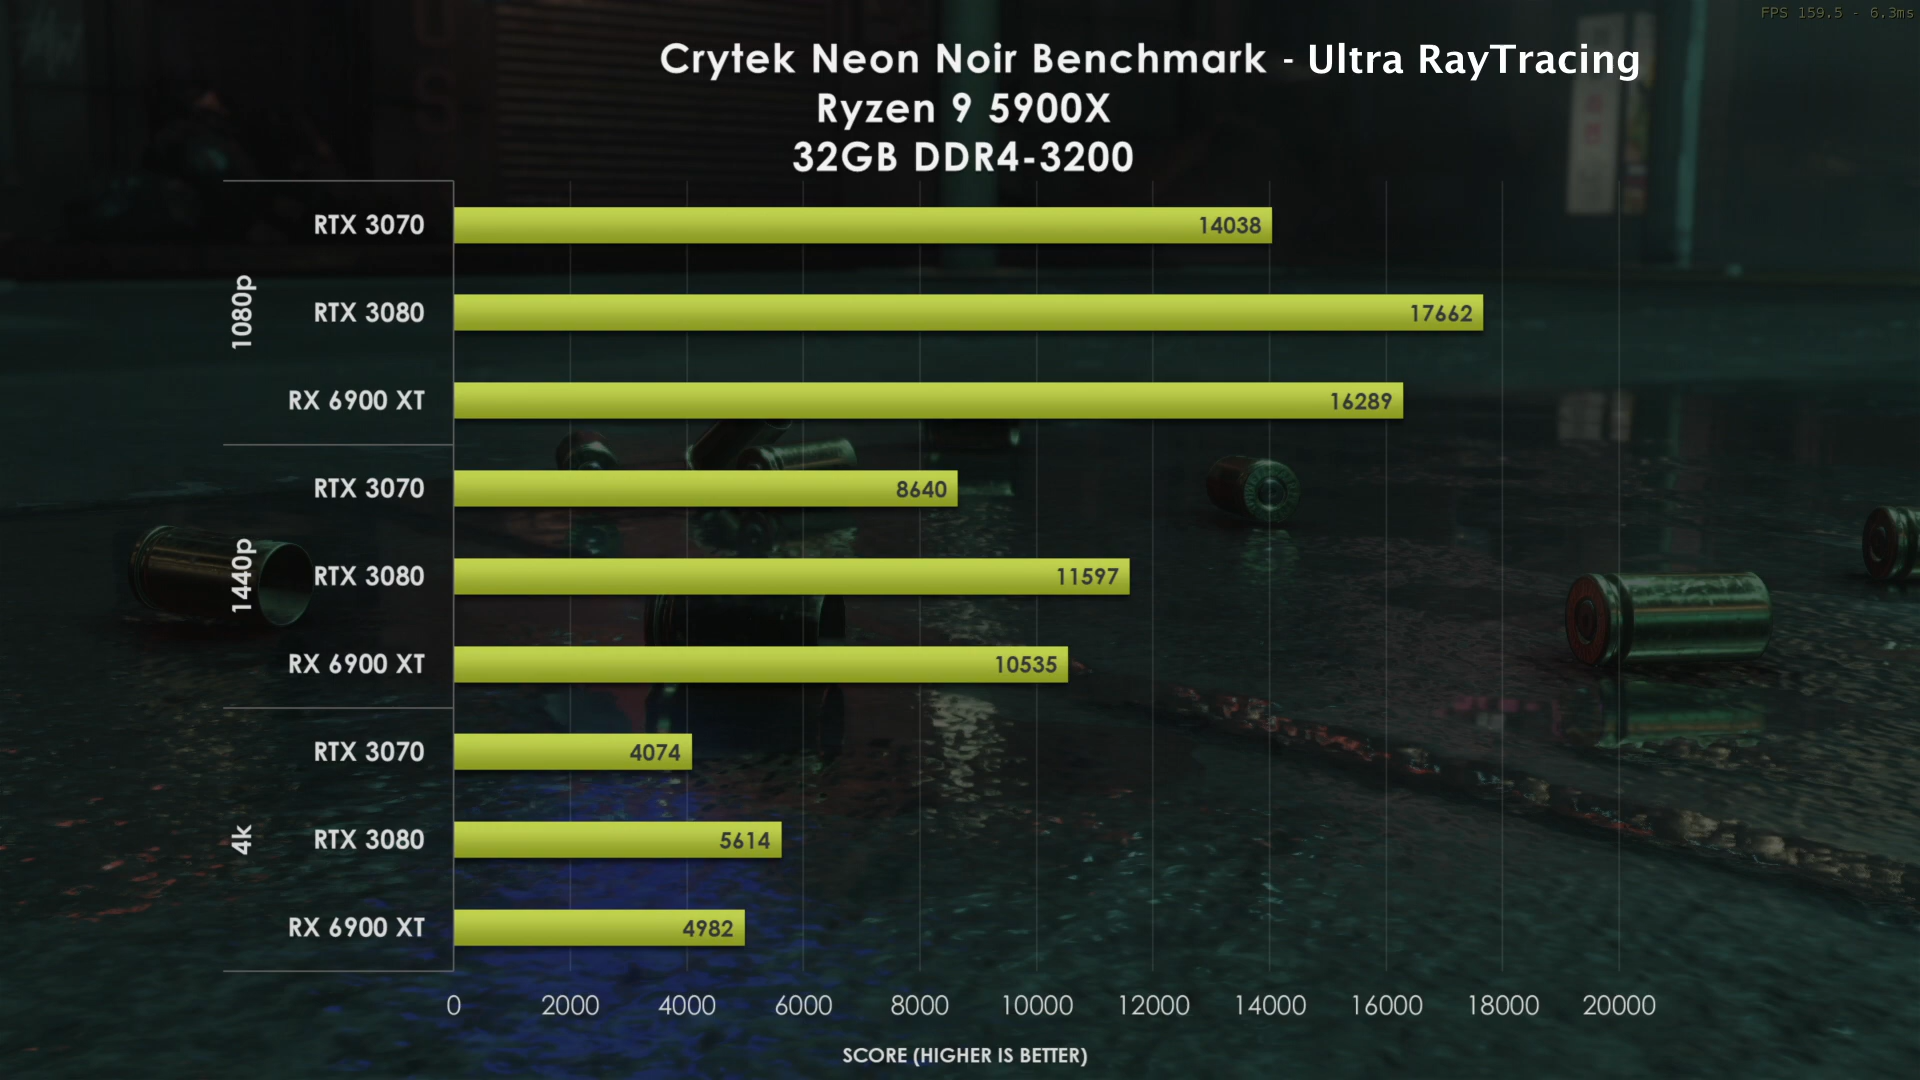 FPS 159.5 - 6.3ms
Crytek Neon Noir Benchmark - Ultra RayTracing
Ryzen 9 5900X
32GB DDR4-3200
1080p
RTX 3070 14038
RTX 3080 17662
RX 6900 XT 16289
1440p
RTX 3070 8640
RTX 3080 11597
RX 6900 XT 10535
4k
RTX 3070 4074
RTX 3080 5614
RX 6900 XT 4982
0 2000 4000 6000 8000 10000 12000 14000 16000 18000 20000
SCORE (HIGHER IS BETTER)